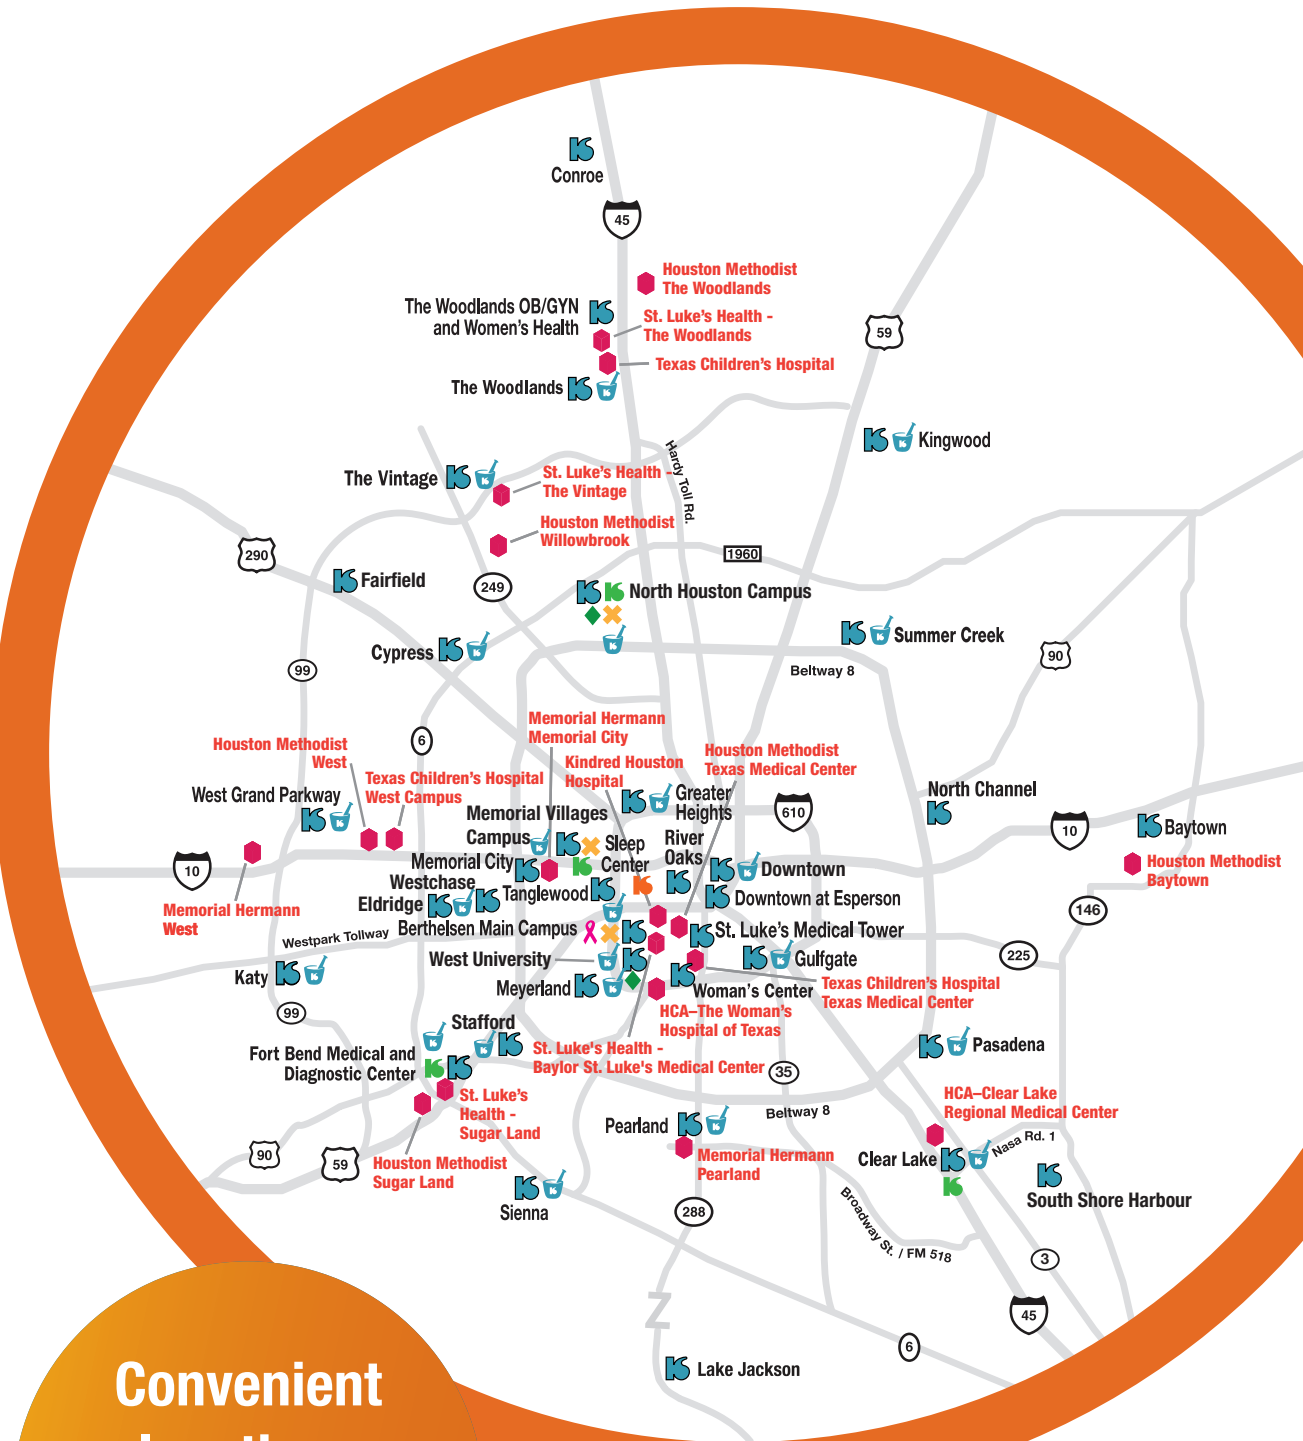 Conroe
45
Houston Methodist
The Woodlands
The Woodlands OB/GYN
and Women's Health
St. Luke's Health -
The Woodlands
59
Texas Children's Hospital
The Woodlands
Kingwood
Hardy Toll Rd.
The Vintage
St. Luke's Health -
The Vintage
Houston Methodist
Willowbrook
290
1960
Fairfield
249
North Houston Campus
Summer Creek
Cypress
90
Beltway 8
99
6
Memorial Hermann
Memorial City
Houston Methodist
West
Kindred Houston
Hospital
Houston Methodist
Texas Medical Center
Texas Children's Hospital
West Campus
West Grand Parkway
Greater
Heights
North Channel
Memorial Villages
Campus
610
10
Baytown
Sleep
Center
River
Oaks
Memorial City
Downtown
Houston Methodist
Baytown
10
Westchase
Eldridge
Tanglewood
Downtown at Esperson
Memorial Hermann
West
146
Westpark Tollway
Berthelsen Main Campus
St. Luke's Medical Tower
225
West University
Gulfgate
Katy
Meyerland
Woman's Center
Texas Children's Hospital
Texas Medical Center
99
HCA–The Woman's
Hospital of Texas
Stafford
Fort Bend Medical and
Diagnostic Center
St. Luke's Health -
Baylor St. Luke's Medical Center
Pasadena
35
St. Luke's
Health -
Sugar Land
HCA–Clear Lake
Regional Medical Center
Beltway 8
Pearland
Nasa Rd. 1
90
59
Houston Methodist
Sugar Land
Memorial Hermann
Pearland
Clear Lake
South Shore Harbour
Sienna
288
Broadway St. / FM 518
3
45
6
Lake Jackson
Convenient